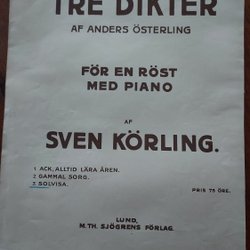 TRE DIKTER
AF ANDERS ÖSTERLING
FÖR EN RÖST
MED PIANO
AF
SVEN KÖRLING.
1. ACK, ALLTID LÄRA ÅREN.
2. GAMMAL SORG.
3. SOLVISA.
PRIS 75 ÖRE.
LUND,
M. TH. SJÖGRENS FÖRLAG.